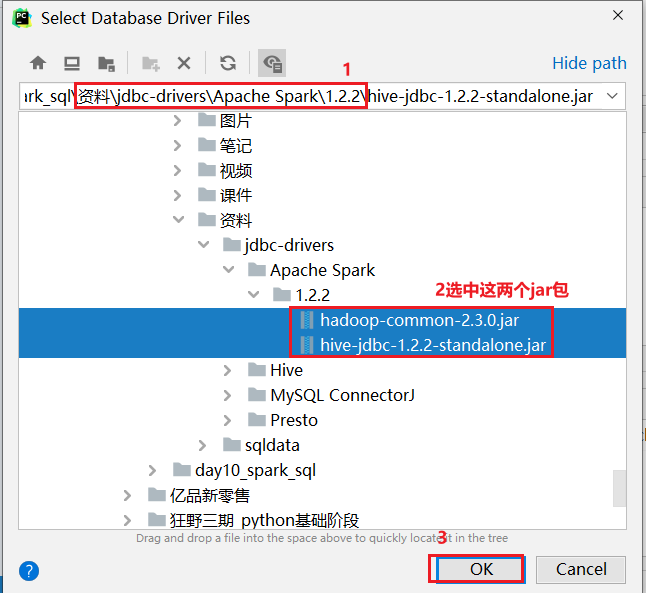 PC
Select Database Driver Files
1
Hide path
ark_sql\资料\jdbc-drivers\Apache Spark\1.2.2\hive-jdbc-1.2.2-standalone.jar
图片
笔记
视频
课件
资料
jdbc-drivers
Apache Spark
1.2.2
2选中这两个jar包
hadoop-common-2.3.0.jar
hive-jdbc-1.2.2-standalone.jar
Hive
MySQL ConnectorJ
Presto
sqldata
day10_spark_sql
亿品新零售
狂野三期 python基础阶段
Drag and drop a file into the space above to quickly locate it in the tree
3
?
OK
Cancel